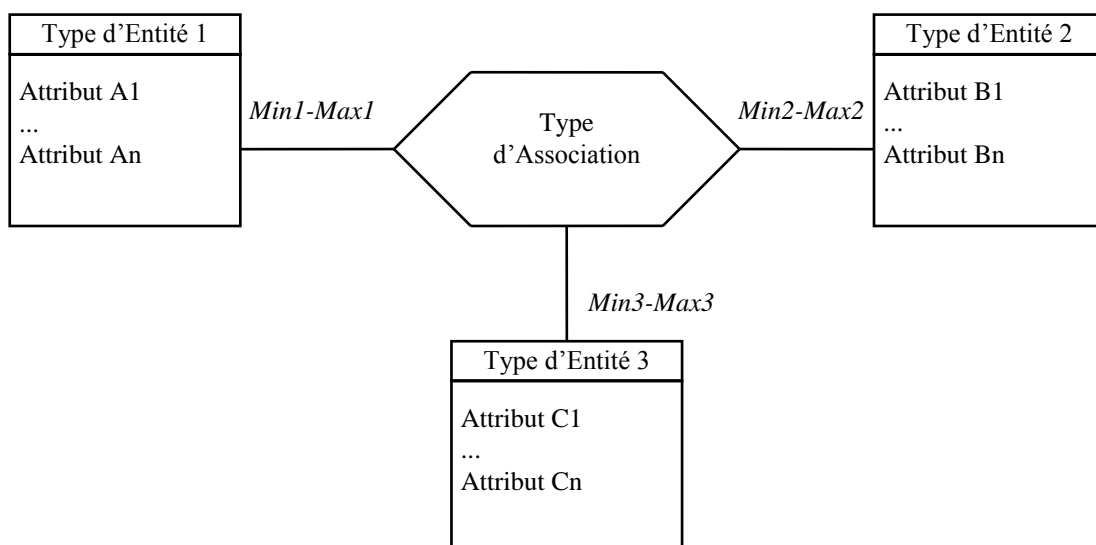 Type d’Entité 1
Attribut A1
...
Attribut An
Min1-Max1
Type
d’Association
Min2-Max2
Type d’Entité 2
Attribut B1
...
Attribut Bn
Min3-Max3
Type d’Entité 3
Attribut C1
...
Attribut Cn